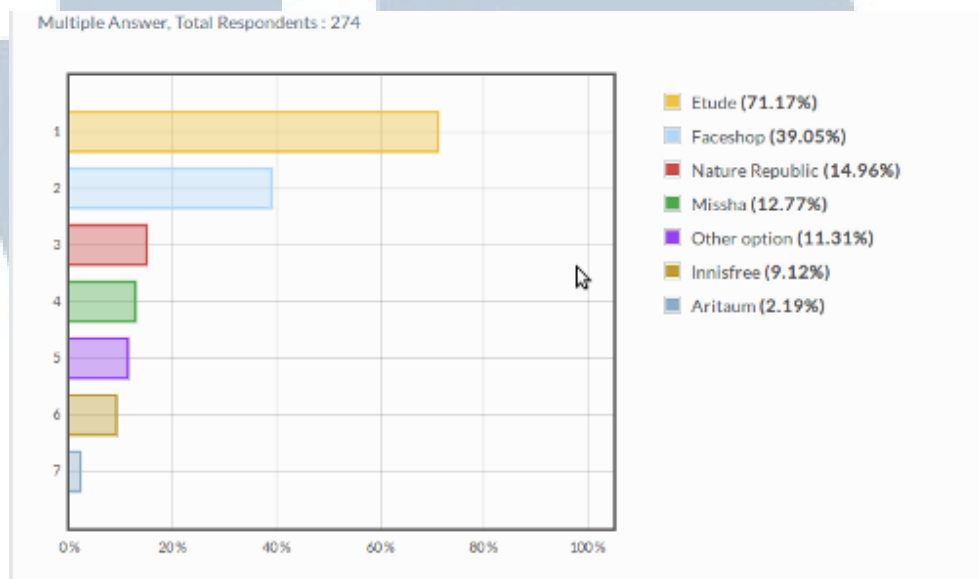 Multiple Answer, Total Respondents : 274
Etude (71.17%)
1
Faceshop (39.05%)
Nature Republic (14.96%)
2
Missha (12.77%)
Other option (11.31%)
3
Innisfree (9.12%)
4
Aritaum (2.19%)
5
6
7
0% 20% 40% 60% 80% 100%